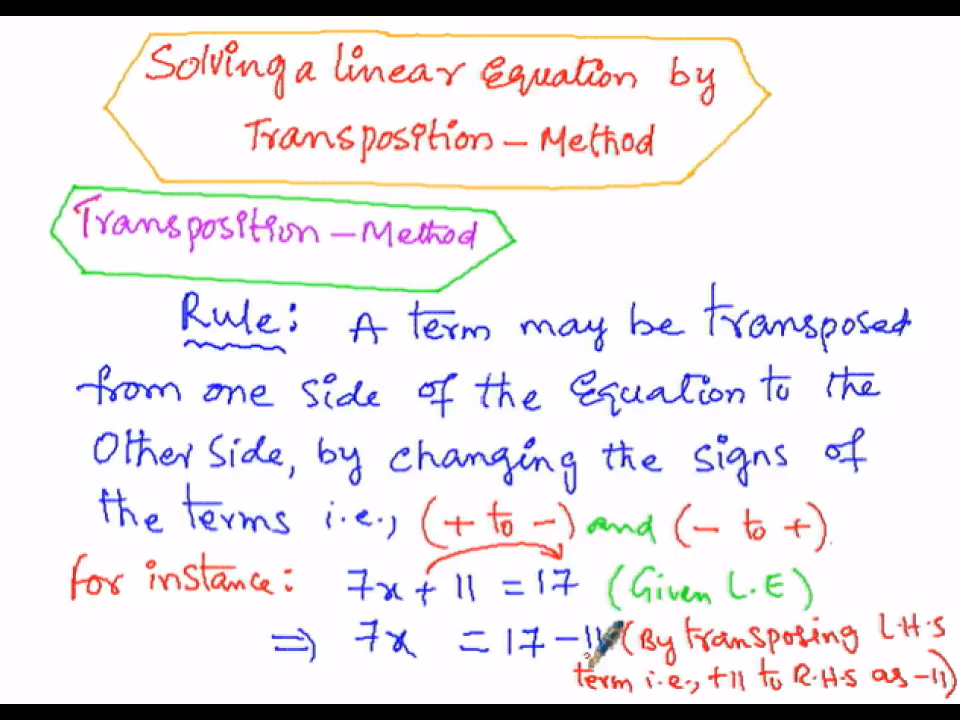 Solving a linear Equation by
Transposition - Method
Transposition - Method
Rule: A term may be transposed
from one side of the Equation to the
Other side, by changing the signs of
the terms i.e., (+ to -) and (- to +).
for instance: 7x + 11 = 17 (Given L.E)
⇒ 7x = 17 - 11 (By transposing L.H.S
term i.e., +11 to R.H.S as -11)